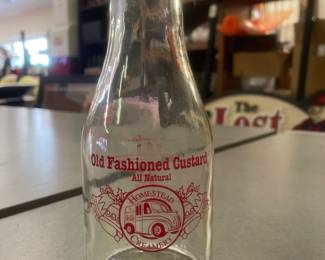 Old Fashioned Custard
All Natural
HOMESTEAD
CREAMERY
The
Lost